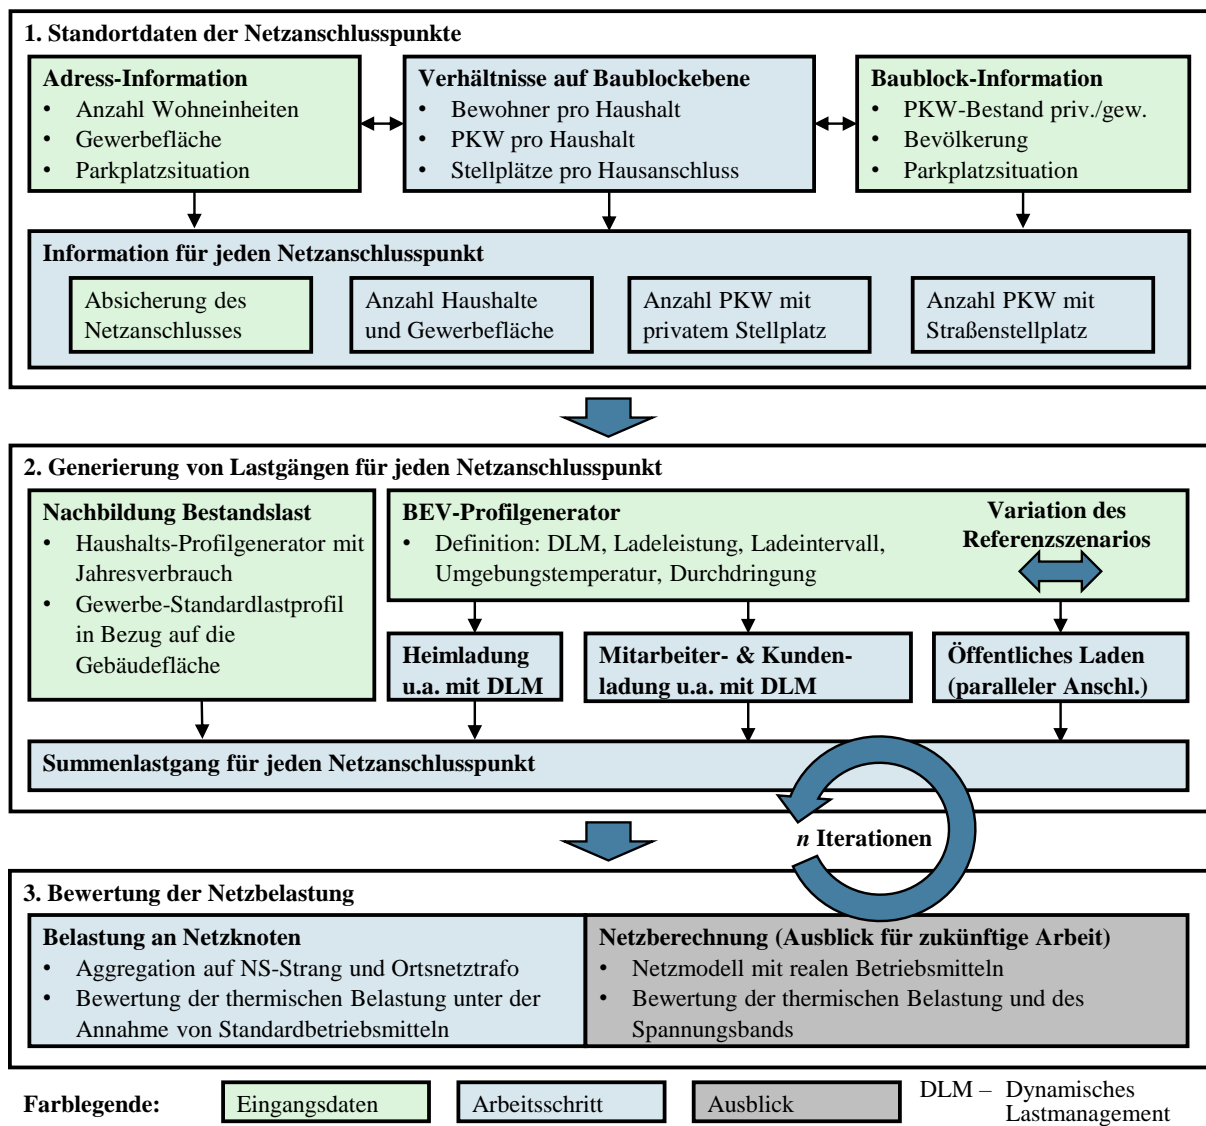 1. Standortdaten der Netzanschlusspunkte
Adress-Information
• Anzahl Wohneinheiten
• Gewerbefläche
• Parkplatzsituation
Verhältnisse auf Baublockebene
• Bewohner pro Haushalt
• PKW pro Haushalt
• Stellplätze pro Hausanschluss
Baublock-Information
• PKW-Bestand priv./gew.
• Bevölkerung
• Parkplatzsituation
Information für jeden Netzanschlusspunkt
Absicherung des
Netzanschlusses
Anzahl Haushalte
und Gewerbefläche
Anzahl PKW mit
privatem Stellplatz
Anzahl PKW mit
Straßenstellplatz
2. Generierung von Lastgängen für jeden Netzanschlusspunkt
Nachbildung Bestandslast
• Haushalts-Profilgenerator mit
Jahresverbrauch
• Gewerbe-Standardlastprofil
in Bezug auf die
Gebäudefläche
BEV-Profilgenerator
• Definition: DLM, Ladeleistung, Ladeintervall,
Umgebungstemperatur, Durchdringung
Variation des
Referenzszenarios
Heimladung
u.a. mit DLM
Mitarbeiter- & Kunden-
ladung u.a. mit DLM
Öffentliches Laden
(paralleler Anschl.)
Summenlastgang für jeden Netzanschlusspunkt
n Iterationen
3. Bewertung der Netzbelastung
Belastung an Netzknoten
• Aggregation auf NS-Strang und Ortsnetztrafo
• Bewertung der thermischen Belastung unter der
Annahme von Standardbetriebsmitteln
Netzberechnung (Ausblick für zukünftige Arbeit)
• Netzmodell mit realen Betriebsmitteln
• Bewertung der thermischen Belastung und des
Spannungsbands
Farblegende:
Eingangsdaten
Arbeitsschritt
Ausblick
DLM – Dynamisches
Lastmanagement